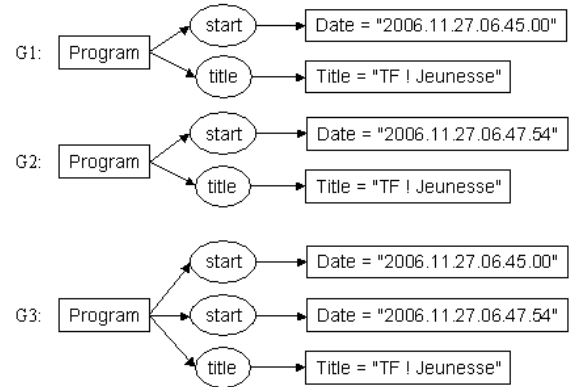 start Date = "2006.11.27.06.45.00"
G1: Program
title Title = "TF ! Jeunesse"
start Date = "2006.11.27.06.47.54"
G2: Program
title Title = "TF ! Jeunesse"
start Date = "2006.11.27.06.45.00"
G3: Program start Date = "2006.11.27.06.47.54"
title Title = "TF ! Jeunesse"